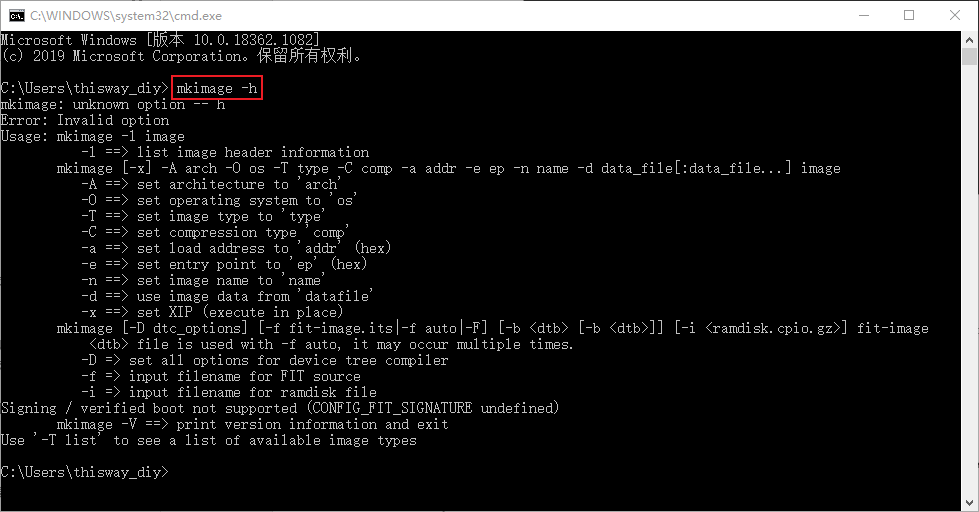 C:\WINDOWS\system32\cmd.exe
Microsoft Windows [版本 10.0.18362.1082]
(c) 2019 Microsoft Corporation。保留所有权利。
C:\Users\thisway_diy> mkimage -h
mkimage: unknown option -- h
Error: Invalid option
Usage: mkimage -l image
-l ==> list image header information
mkimage [-x] -A arch -O os -T type -C comp -a addr -e ep -n name -d data_file[:data_file...] image
-A ==> set architecture to 'arch'
-O ==> set operating system to 'os'
-T ==> set image type to 'type'
-C ==> set compression type 'comp'
-a ==> set load address to 'addr' (hex)
-e ==> set entry point to 'ep' (hex)
-n ==> set image name to 'name'
-d ==> use image data from 'datafile'
-x ==> set XIP (execute in place)
mkimage [-D dtc_options] [-f fit-image.its|-f auto|-F] [-b <dtb> [-b <dtb>]] [-i <ramdisk.cpio.gz>] fit-image
<dtb> file is used with -f auto, it may occur multiple times.
-D => set all options for device tree compiler
-f => input filename for FIT source
-i => input filename for ramdisk file
Signing / verified boot not supported (CONFIG_FIT_SIGNATURE undefined)
mkimage -V ==> print version information and exit
Use '-T list' to see a list of available image types
C:\Users\thisway_diy>